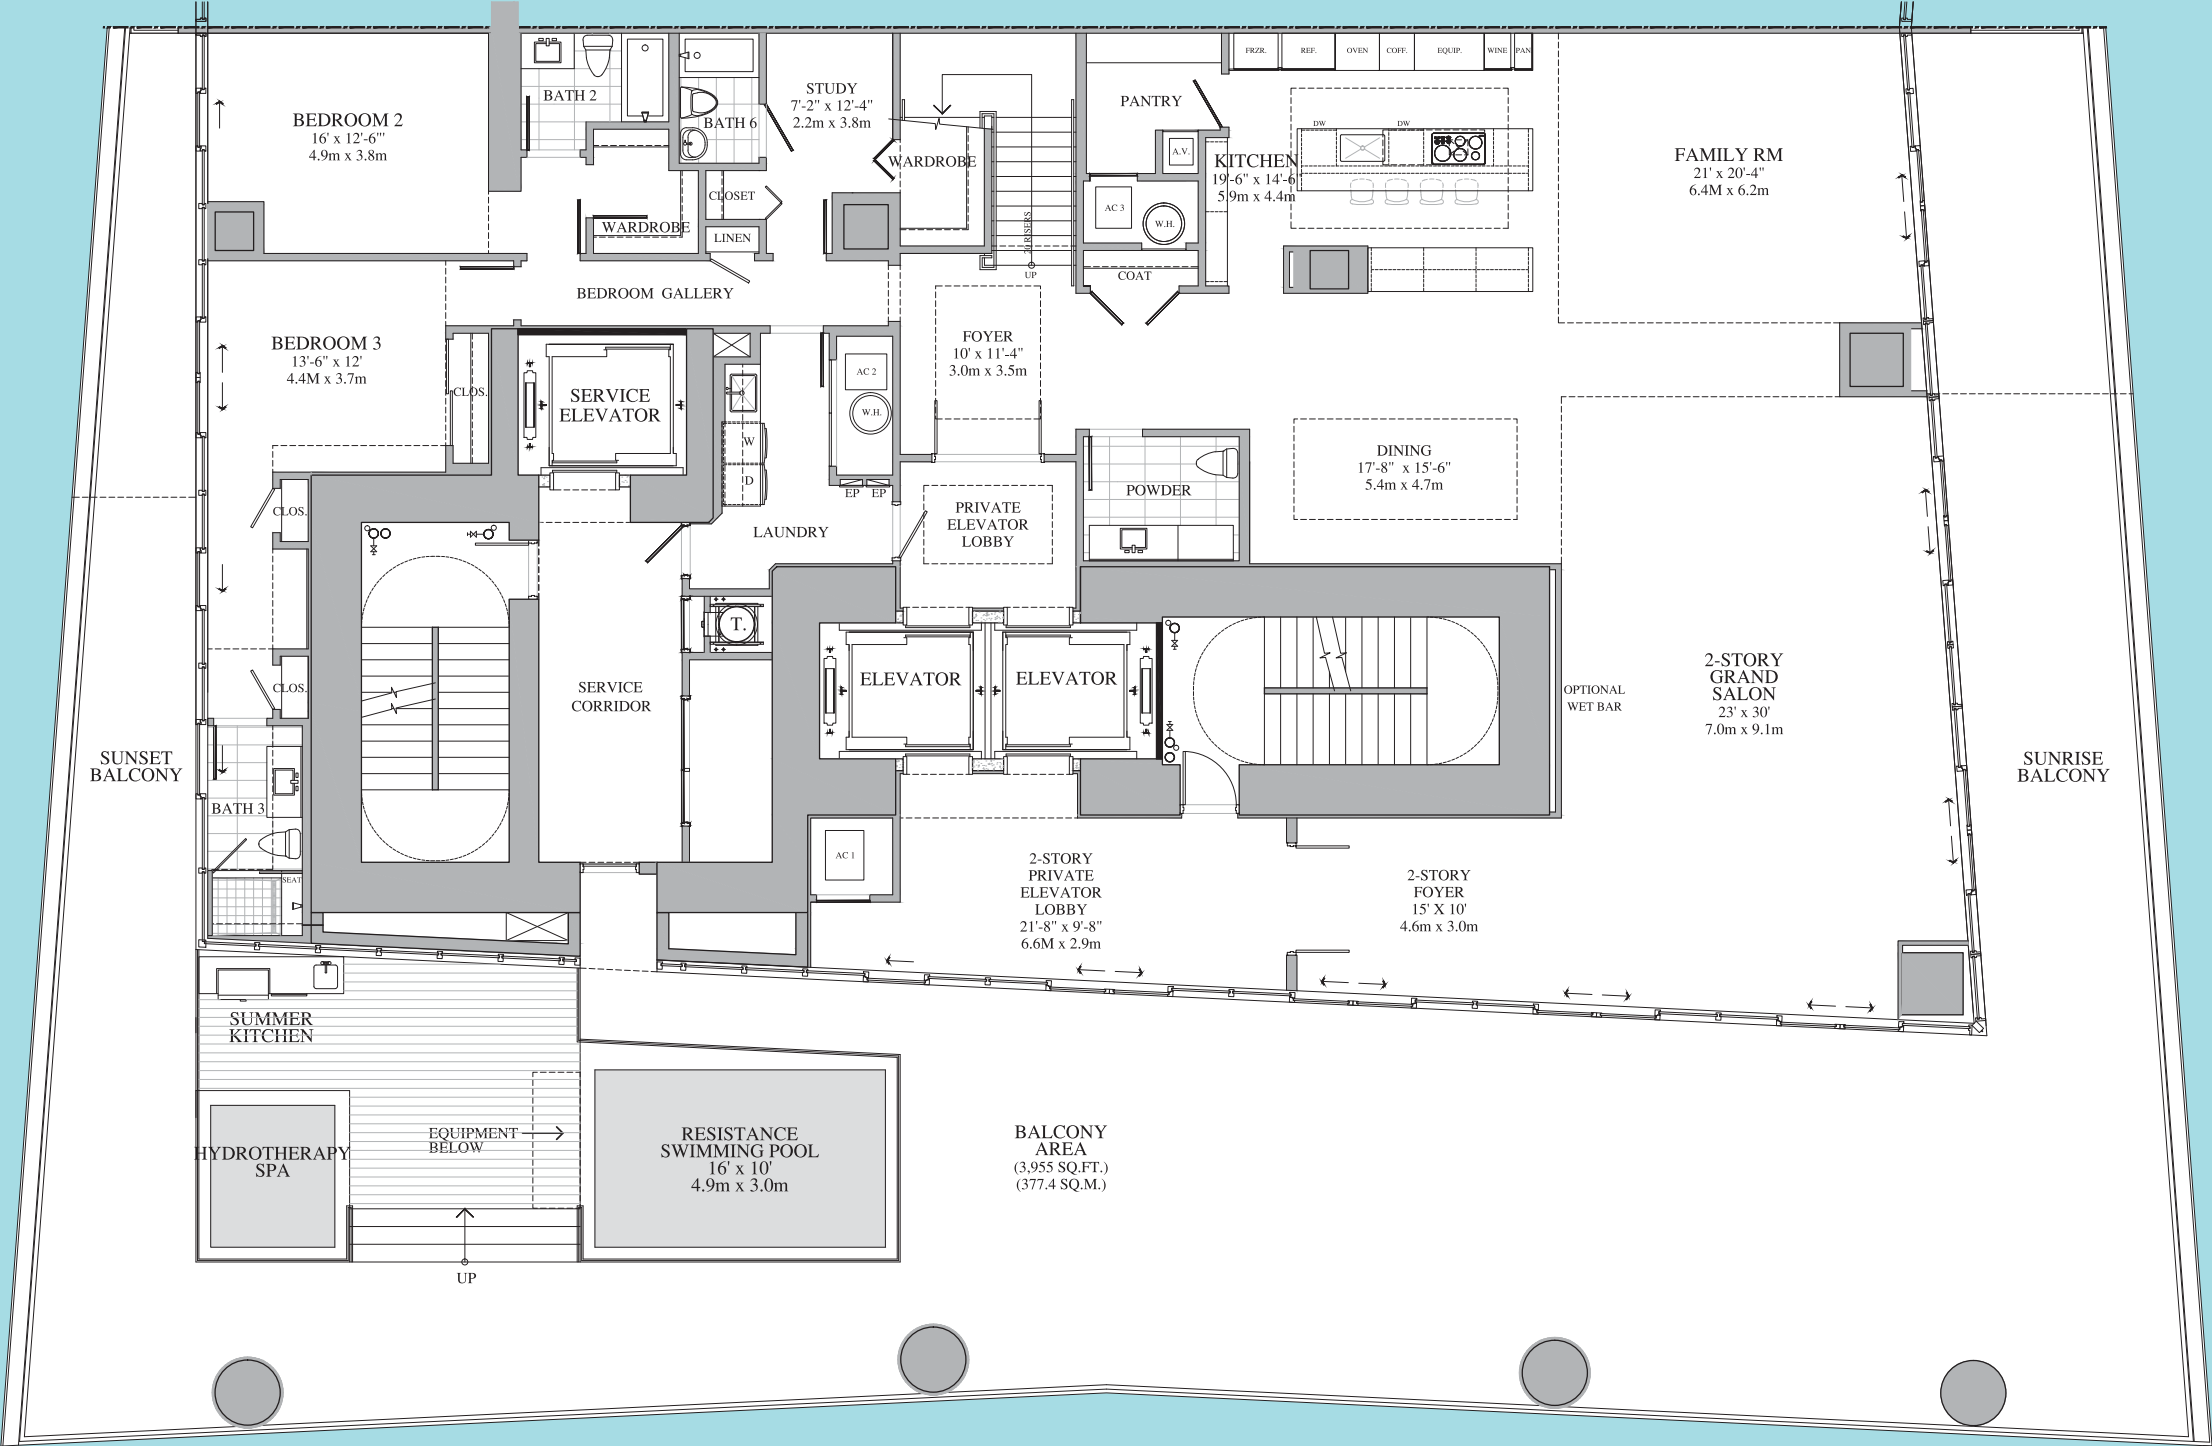 BEDROOM 2
16' x 12'-6'"
4.9m x 3.8m
BATH 2
BATH 6
STUDY
7'-2" x 12'-4"
2.2m x 3.8m
WARDROBE
CLOSET
LINEN
WARDROBE
20 RISERS
UP
PANTRY
A.V.
AC 3
W.H.
COAT
FRZR.
REF.
OVEN
COFF.
EQUIP.
WINE
PAN
DW
DW
KITCHEN
19'-6" x 14'-6
5.9m x 4.4m
FAMILY RM
21' x 20'-4"
6.4M x 6.2m
BEDROOM GALLERY
BEDROOM 3
13'-6" x 12'
4.4M x 3.7m
CLOS.
SERVICE
ELEVATOR
W
D
AC 2
W.H.
EP
EP
FOYER
10' x 11'-4"
3.0m x 3.5m
DINING
17'-8" x 15'-6"
5.4m x 4.7m
POWDER
PRIVATE
ELEVATOR
LOBBY
LAUNDRY
CLOS.
CLOS.
T.
SERVICE
CORRIDOR
ELEVATOR
ELEVATOR
OPTIONAL
WET BAR
2-STORY
GRAND
SALON
23' x 30'
7.0m x 9.1m
SUNSET
BALCONY
SUNRISE
BALCONY
BATH 3
SEAT
AC 1
2-STORY
PRIVATE
ELEVATOR
LOBBY
21'-8" x 9'-8"
6.6M x 2.9m
2-STORY
FOYER
15' X 10'
4.6m x 3.0m
SUMMER
KITCHEN
HYDROTHERAPY
SPA
EQUIPMENT
BELOW
RESISTANCE
SWIMMING POOL
16' x 10'
4.9m x 3.0m
BALCONY
AREA
(3,955 SQ.FT.)
(377.4 SQ.M.)
UP